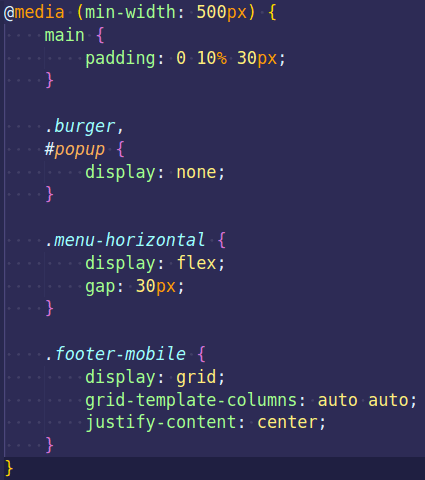 @media (min-width: 500px) {
    main {
        padding: 0 10% 30px;
    }

    .burger,
    #popup {
        display: none;
    }

    .menu-horizontal {
        display: flex;
        gap: 30px;
    }

    .footer-mobile {
        display: grid;
        grid-template-columns: auto auto;
        justify-content: center;
    }
}